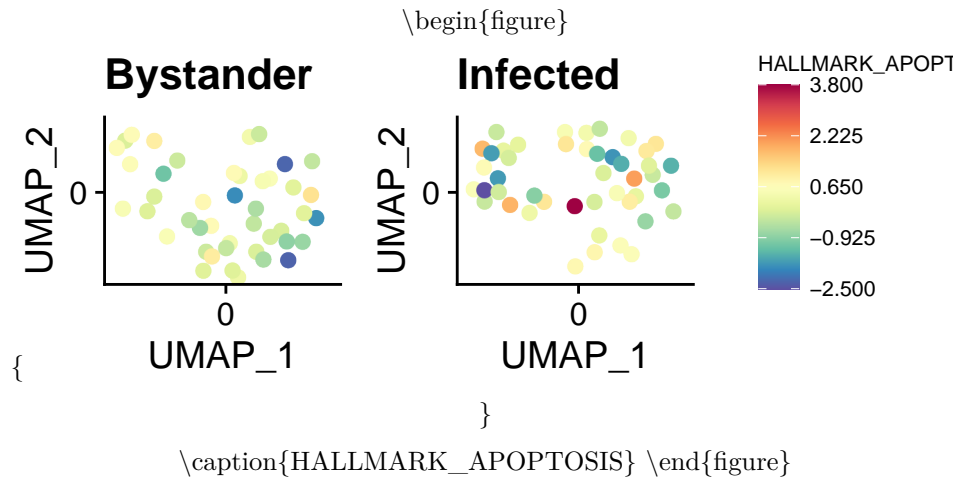 \begin{figure}
Bystander
Infected
HALLMARK_APOPT
3.800
2.225
0.650
−0.925
−2.500
UMAP_2
0
0
UMAP_1
UMAP_2
0
0
UMAP_1
{
}
\caption{HALLMARK_APOPTOSIS} \end{figure}